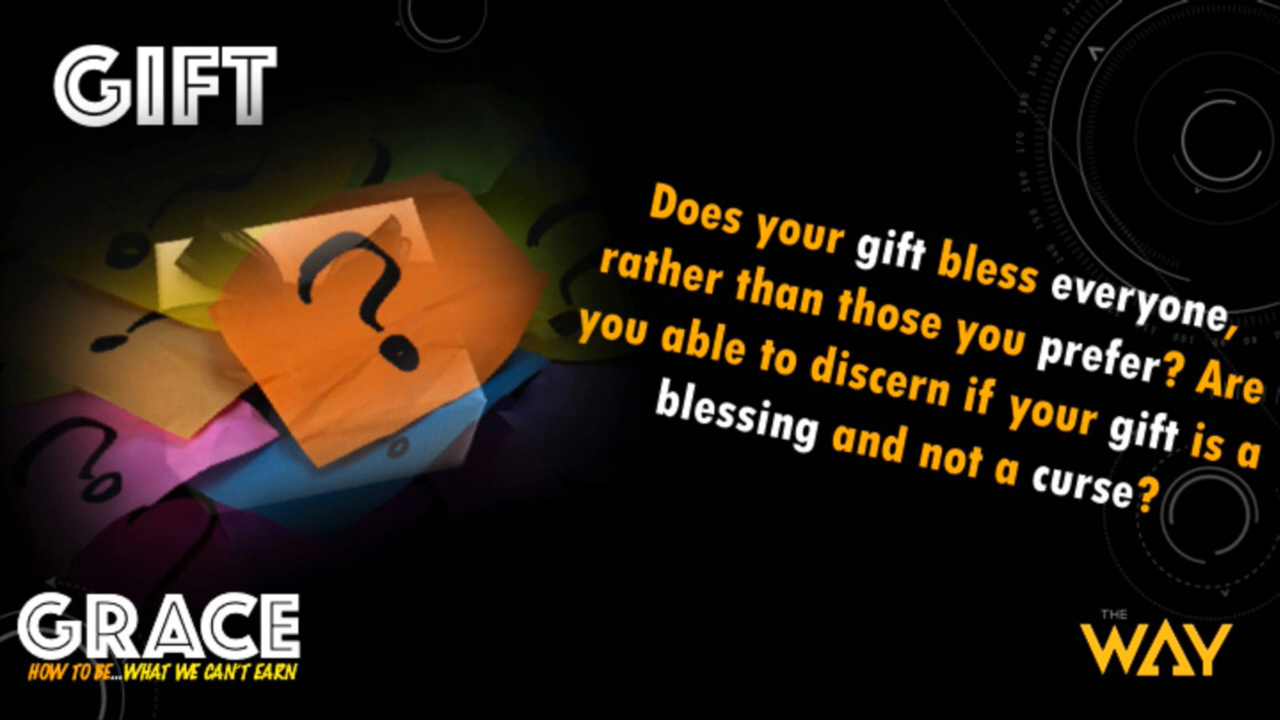 GIFT
Does your gift bless everyone,
rather than those you prefer? Are
you able to discern if your gift is a
blessing and not a curse?
GRACE
HOW TO BE...WHAT WE CAN'T EARN
THE
WAY